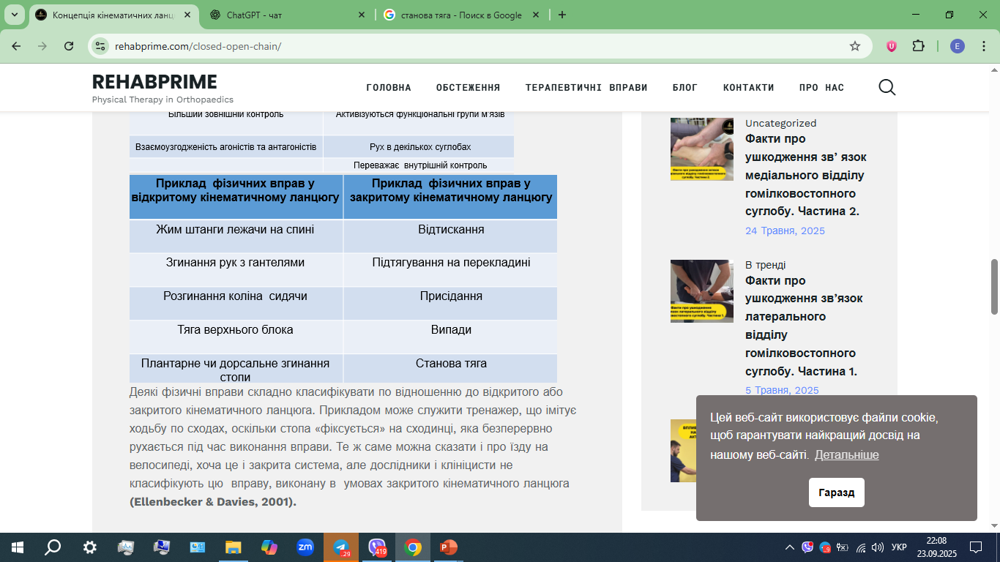 Концепція кінематичних ланц
ChatGPT - чат
станова тяга - Поиск в Google
rehabprime.com/closed-open-chain/
E
REHABPRIME
Physical Therapy in Orthopaedics
ГОЛОВНА ОБСТЕЖЕННЯ ТЕРАПЕВТИЧНІ ВПРАВИ БЛОГ КОНТАКТИ ПРО НАС
Більший зовнішній контроль Активізуються функціональні групи м'язів
Взаємоузгодженість агоністів та антагоністів Рух в декількох суглобах
Переважає внутрішній контроль
Приклад фізичних вправ у
відкритому кінематичному ланцюгу
Приклад фізичних вправ у
закритому кінематичному ланцюгу
Жим штанги лежачи на спині Відтискання
Згинання рук з гантелями Підтягування на перекладині
Розгинання коліна сидячи Присідання
Тяга верхнього блока Випади
Плантарне чи дорсальне згинання
стопи
Станова тяга
Деякі фізичні вправи складно класифікувати по відношенню до відкритого або
закритого кінематичного ланцюга. Прикладом може служити тренажер, що імітує
ходьбу по сходах, оскільки стопа «фіксується» на сходинці, яка безперервно
рухається під час виконання вправи. Те ж саме можна сказати і про їзду на
велосипеді, хоча це і закрита система, але дослідники і клініцисти не
класифікують цю вправу, виконану в умовах закритого кінематичного ланцюга
(Ellenbecker & Davies, 2001).
Uncategorized
Факти про
ушкодження зв’ язок
медіального відділу
гомілковостопного
суглобу. Частина 2.
24 Травня, 2025
В тренді
Факти про
ушкодження зв’язок
латерального
відділу
гомілковостопного
суглобу. Частина 1.
5 Травня, 2025
Цей веб-сайт використовує файли cookie,
щоб гарантувати найкращий досвід на
нашому веб-сайті. Детальніше
Гаразд
zm
419
УКР
22:08
23.09.2025